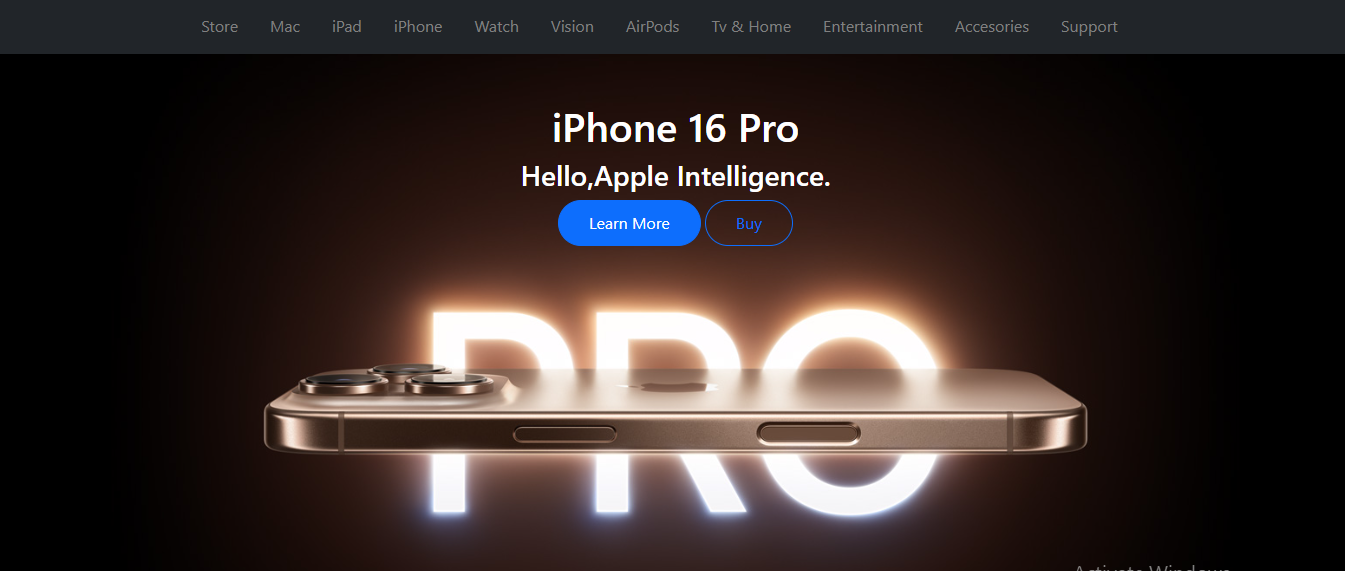 Store Mac iPad iPhone Watch Vision AirPods Tv & Home Entertainment Accesories Support
iPhone 16 Pro
Hello,Apple Intelligence.
Learn More Buy
PRO
Activate Windows